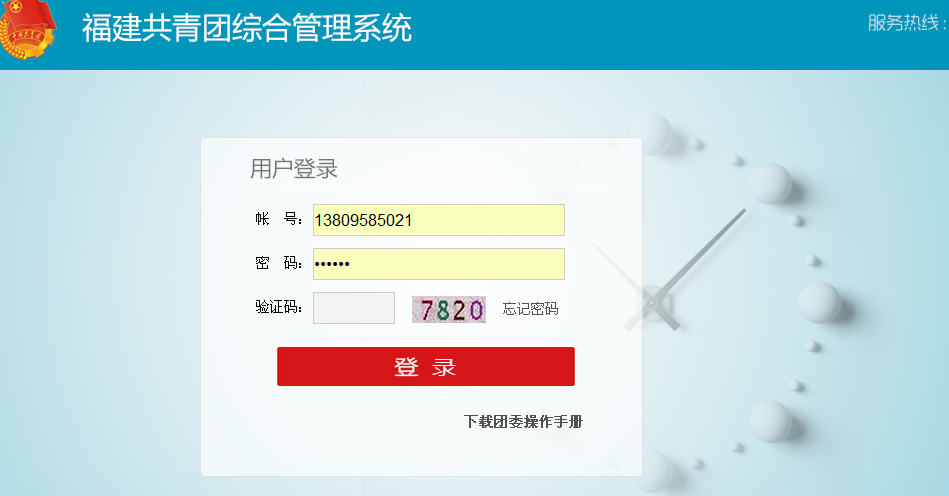 福建共青团综合管理系统
服务热线:
用户登录
帐 号: 13809585021
密 码: ••••••
验证码: 7820 忘记密码
登 录
下载团委操作手册